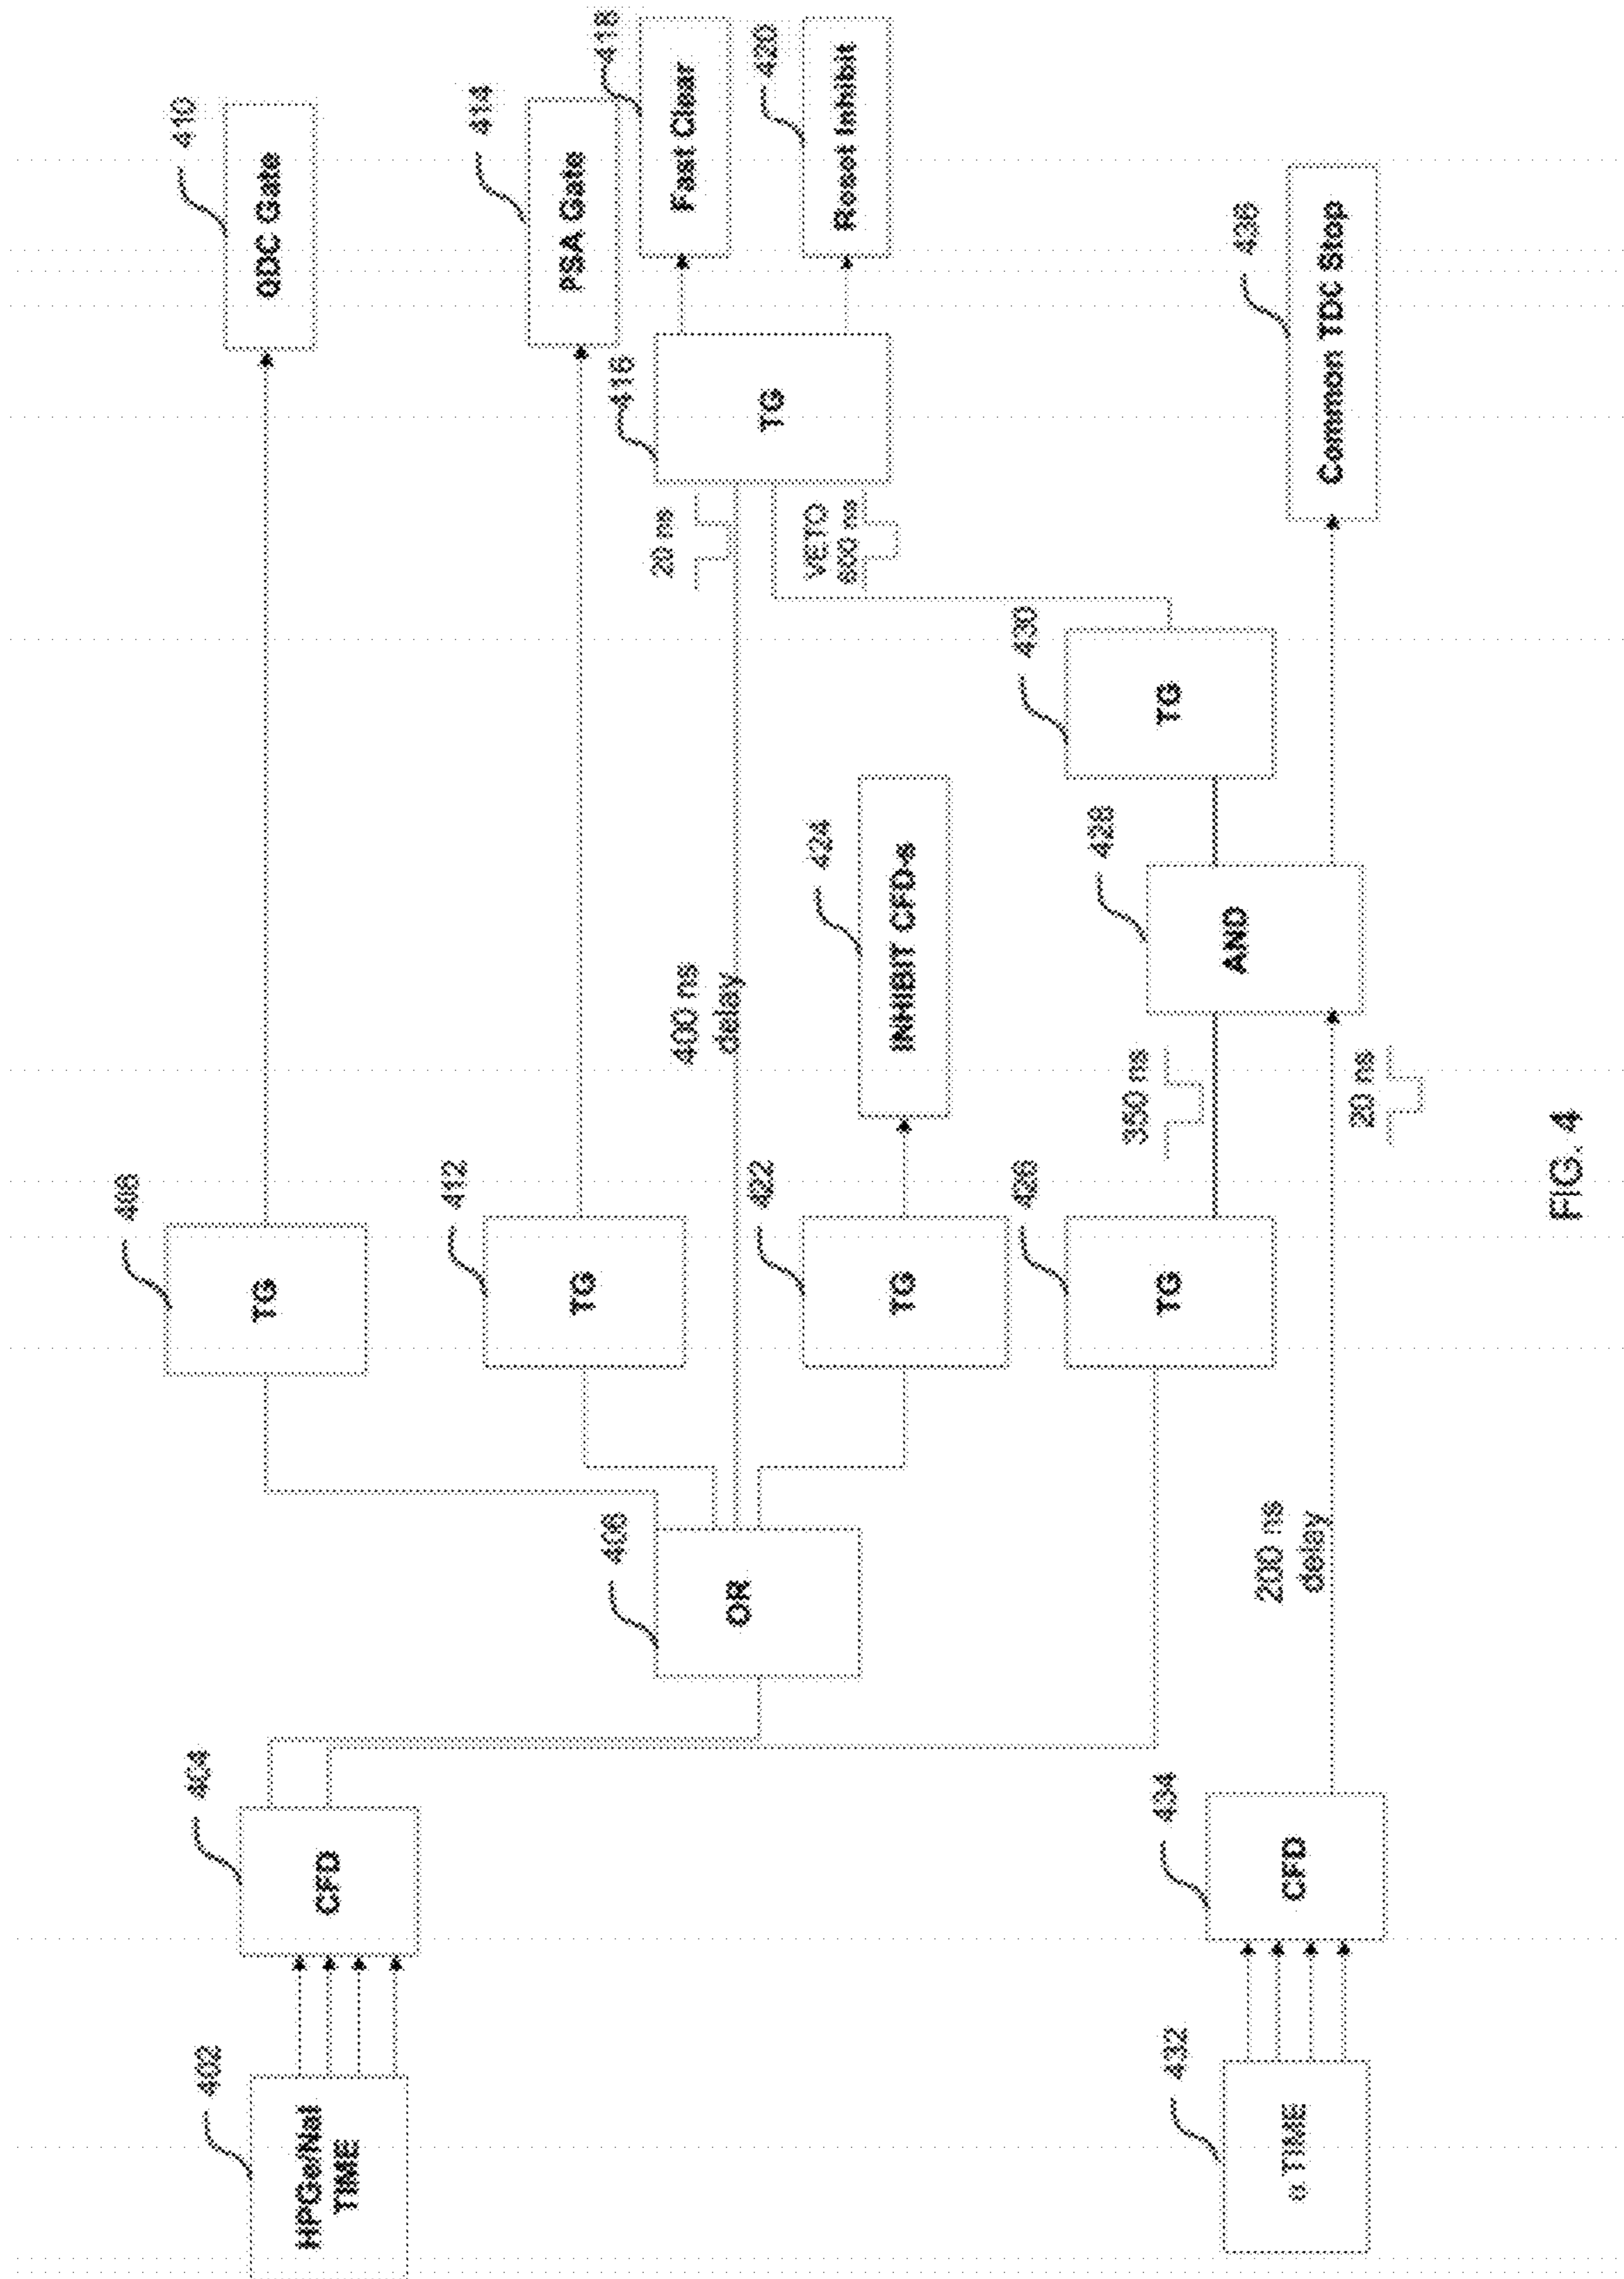 402
HPGe/NaI
TIME
404
CFD
406
OR
408
TG
410
QDC Gate
412
TG
414
PSA Gate
400 ns
delay
20 ns
416
TG
418
Fast Clear
420
Roset Inhibit
VETO
600 ns
422
TG
424
INHIBIT CFD-s
426
TG
350 ns
428
AND
430
TG
432
α TIME
434
CFD
200 ns
delay
20 ns
436
Common TDC Stop
FIG. 4